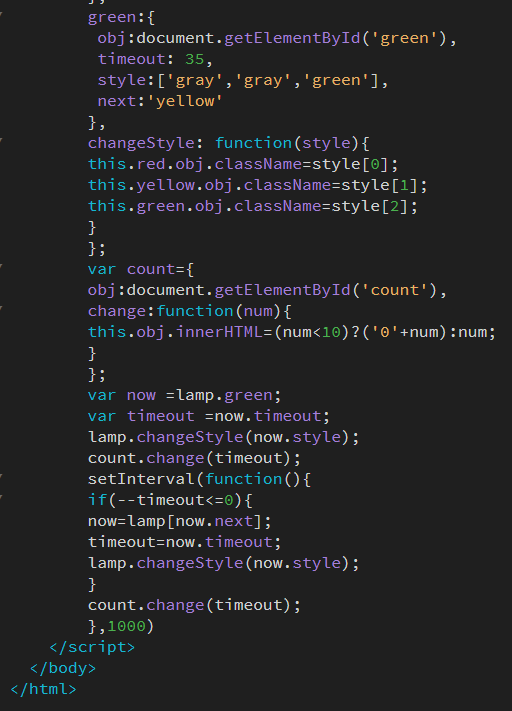 },
green:{
obj:document.getElementById('green'),
timeout: 35,
style:['gray','gray','green'],
next:'yellow'
},
changeStyle: function(style){
this.red.obj.className=style[0];
this.yellow.obj.className=style[1];
this.green.obj.className=style[2];
}
};
var count={
obj:document.getElementById('count'),
change:function(num){
this.obj.innerHTML=(num<10)?('0'+num):num;
}
};
var now =lamp.green;
var timeout =now.timeout;
lamp.changeStyle(now.style);
count.change(timeout);
setInterval(function(){
if(--timeout<=0){
now=lamp[now.next];
timeout=now.timeout;
lamp.changeStyle(now.style);
}
count.change(timeout);
},1000)
</script>
</body>
</html>